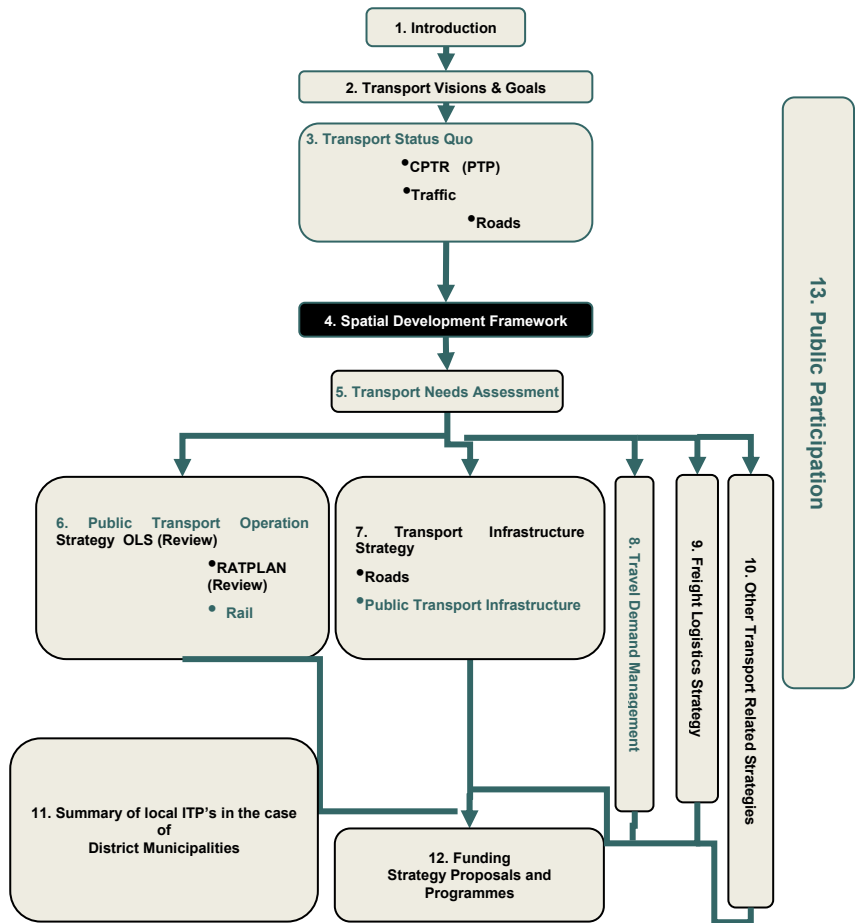 1. Introduction
2. Transport Visions & Goals
3. Transport Status Quo
•CPTR (PTP)
•Traffic
•Roads
4. Spatial Development Framework
5. Transport Needs Assessment
6. Public Transport Operation
Strategy OLS (Review)
•RATPLAN
(Review)
• Rail
7. Transport Infrastructure
Strategy
•Roads
•Public Transport Infrastructure
8. Travel Demand Management
9. Freight Logistics Strategy
10. Other Transport Related Strategies
11. Summary of local ITP's in the case
of
District Municipalities
12. Funding
Strategy Proposals and
Programmes
13. Public Participation